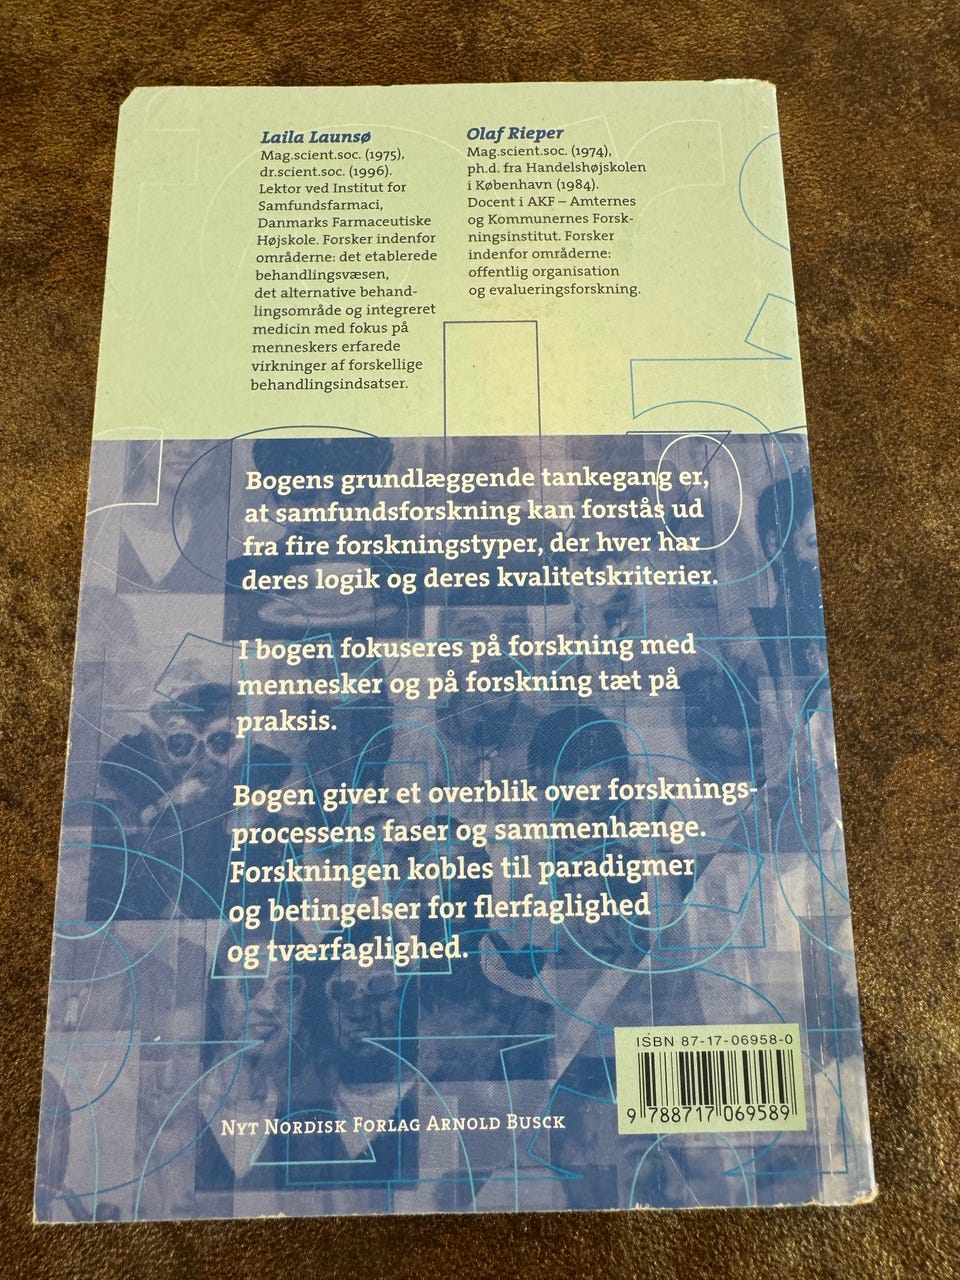 Laila Launsø
Mag.scient.soc. (1975),
dr.scient.soc. (1996).
Lektor ved Institut for
Samfundsfarmaci,
Danmarks Farmaceutiske
Højskole. Forsker indenfor
områderne: det etablerede
behandlingsvæsen,
det alternative behand-
lingsområde og integreret
medicin med fokus på
menneskers erfarede
virkninger af forskellige
behandlingsindsatser.
Olaf Rieper
Mag.scient.soc. (1974),
ph.d. fra Handelshøjskolen
i København (1984).
Docent i AKF – Amternes
og Kommunernes Forsk-
ningsinstitut. Forsker
indenfor områderne:
offentlig organisation
og evalueringsforskning.
Bogens grundlæggende tankegang er,
at samfundsforskning kan forstås ud
fra fire forskningstyper, der hver har
deres logik og deres kvalitetskriterier.
I bogen fokuseres på forskning med
mennesker og på forskning tæt på
praksis.
Bogen giver et overblik over forsknings-
processens faser og sammenhænge.
Forskningen kobles til paradigmer
og betingelser for flerfaglighed
og tværfaglighed.
ISBN 87-17-06958-0
9 788717 069589
Nyt Nordisk Forlag Arnold Busck